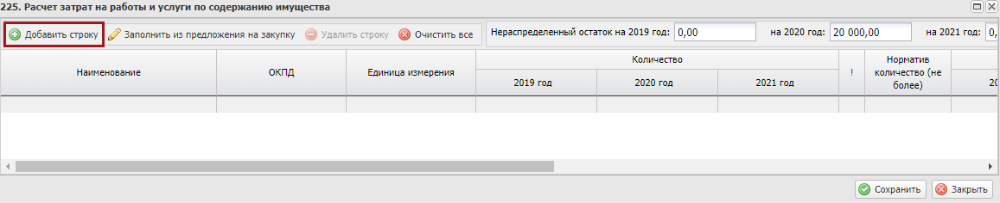 225. Расчет затрат на работы и услуги по содержанию имущества
Добавить строку Заполнить из предложения на закупку Удалить строку Очистить все Нераспределенный остаток на 2019 год: 0,00 на 2020 год: 20 000,00 на 2021 год: 0,
Наименование ОКПД Единица измерения Количество ! Норматив количество (не более)
2019 год 2020 год 2021 год 20
Сохранить Закрыть